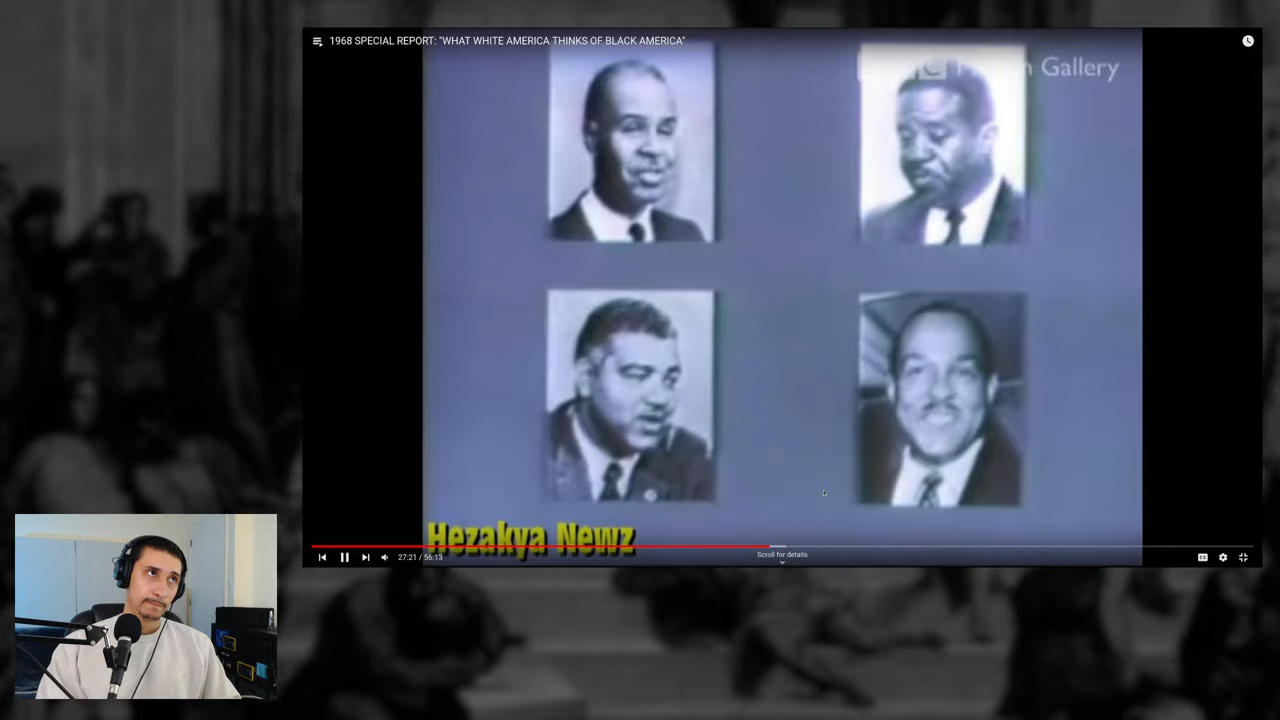 1968 SPECIAL REPORT: "WHAT WHITE AMERICA THINKS OF BLACK AMERICA"
Gallery
Hezakya Newz
27:21 / 56:13
Scroll for details
CC